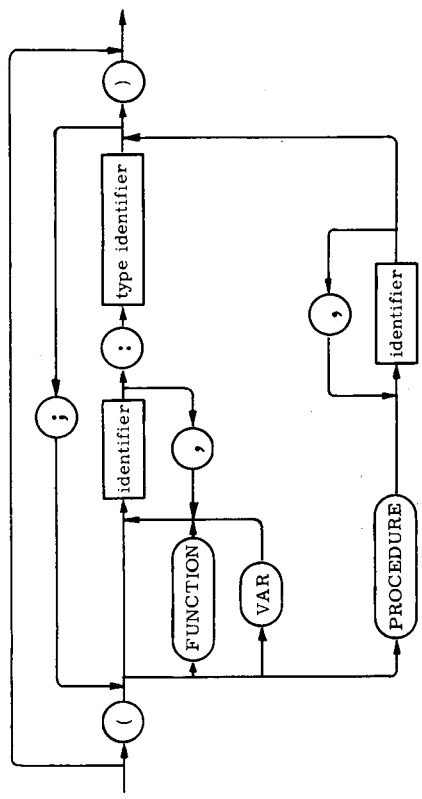 (
FUNCTION
VAR
PROCEDURE
identifier
,
:
;
type identifier
)
identifier
,